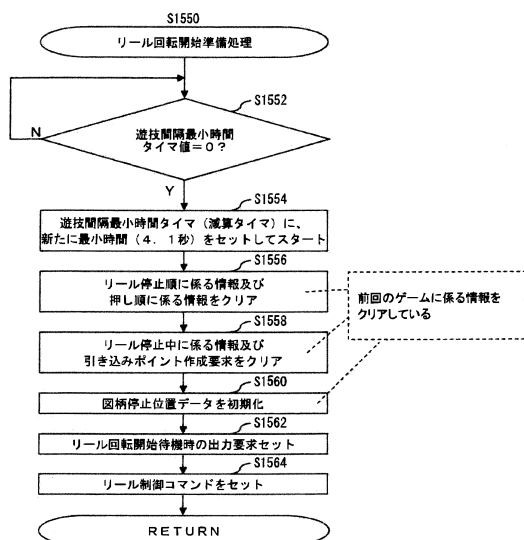 S1550
リール回転開始準備処理
S1552
遊技間隔最小時間
タイマ値=0?
N
Y
S1554
遊技間隔最小時間タイマ(減算タイマ)に、
新たに最小時間(4.1秒)をセットしてスタート
S1556
リール停止順に係る情報及び
押し順に係る情報をクリア
前回のゲームに係る情報を
クリアしている
S1558
リール停止中に係る情報及び
引き込みポイント作成要求をクリア
S1560
図柄停止位置データを初期化
S1562
リール回転開始待機時の出力要求セット
S1564
リール制御コマンドをセット
RETURN